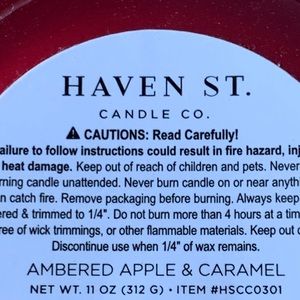 HAVEN ST.
CANDLE CO.
⚠ CAUTIONS: Read Carefully!
ailure to follow instructions could result in fire hazard, inj
heat damage. Keep out of reach of children and pets. Never
rning candle unattended. Never burn candle on or near anythin
n catch fire. Remove packaging before burning. Always keep
ered & trimmed to 1/4". Do not burn more than 4 hours at a tim
ree of wick trimmings, or other flammable materials. Keep out o
Discontinue use when 1/4" of wax remains.
AMBERED APPLE & CARAMEL
NET WT. 11 OZ (312 G) • ITEM #HSCC0301